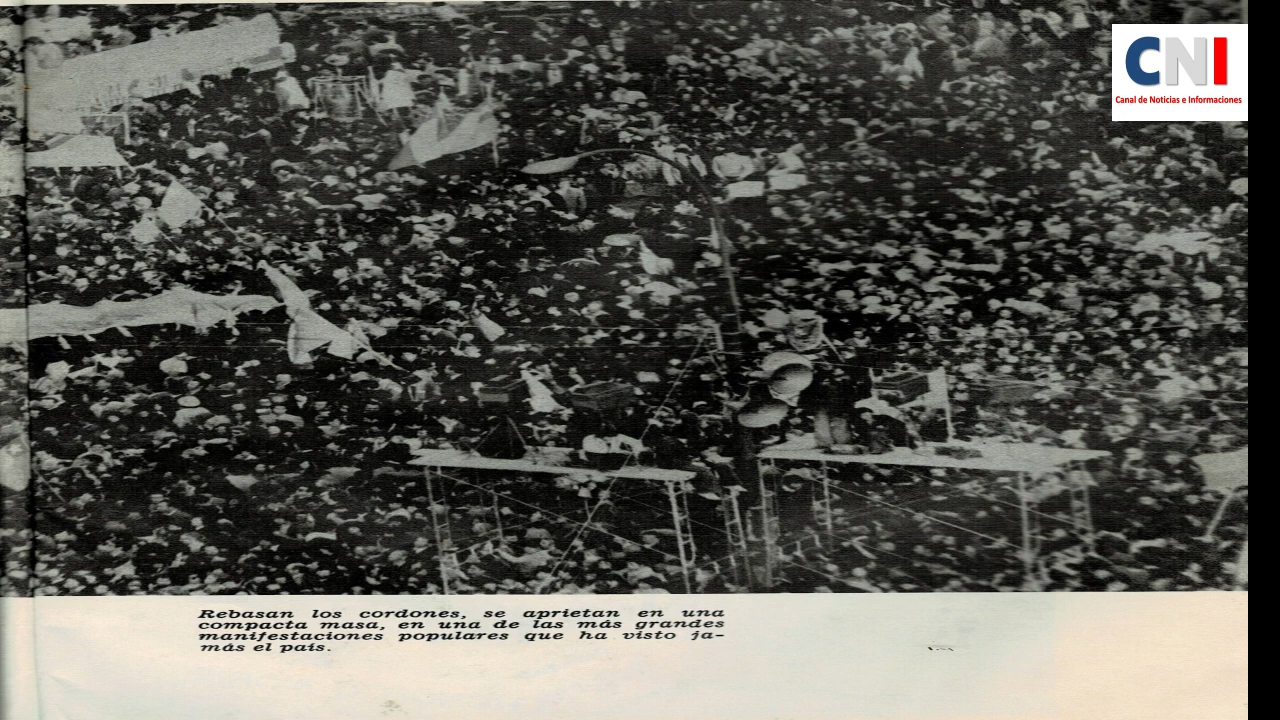 CNI
Canal de Noticias e Informaciones
Rebasan los cordones, se aprietan en una
compacta masa, en una de las más grandes
manifestaciones populares que ha visto ja-
más el país.